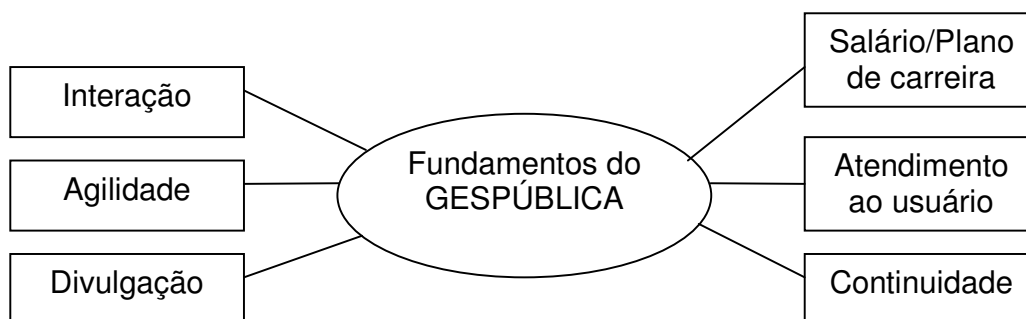 Salário/Plano
de carreira
Interação
Fundamentos do
GESPÚBLICA
Agilidade
Atendimento
ao usuário
Divulgação
Continuidade